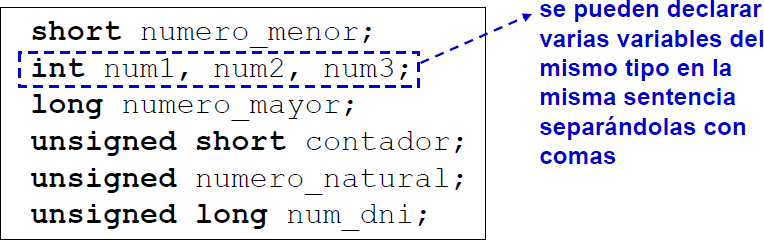 short numero_menor;
int num1, num2, num3;
long numero_mayor;
unsigned short contador;
unsigned numero_natural;
unsigned long num_dni;
se pueden declarar
varias variables del
mismo tipo en la
misma sentencia
separándolas con
comas